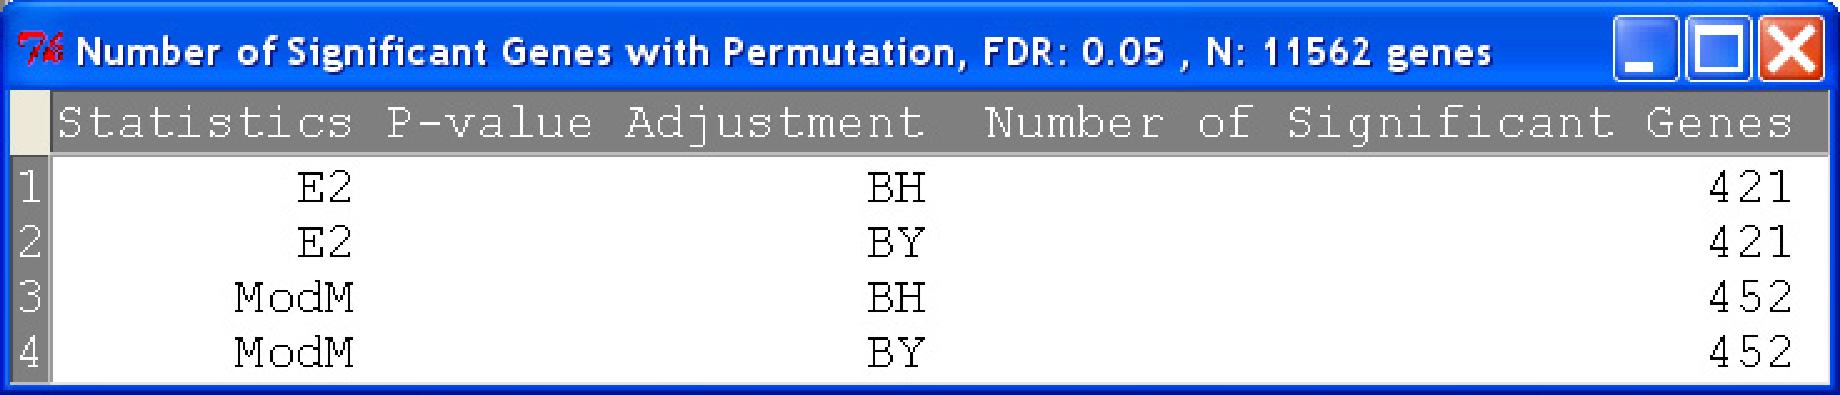 Number of Significant Genes with Permutation, FDR: 0.05 , N: 11562 genes
Statistics P-value Adjustment Number of Significant Genes
1 E2 BH 421
2 E2 BY 421
3 ModM BH 452
4 ModM BY 452